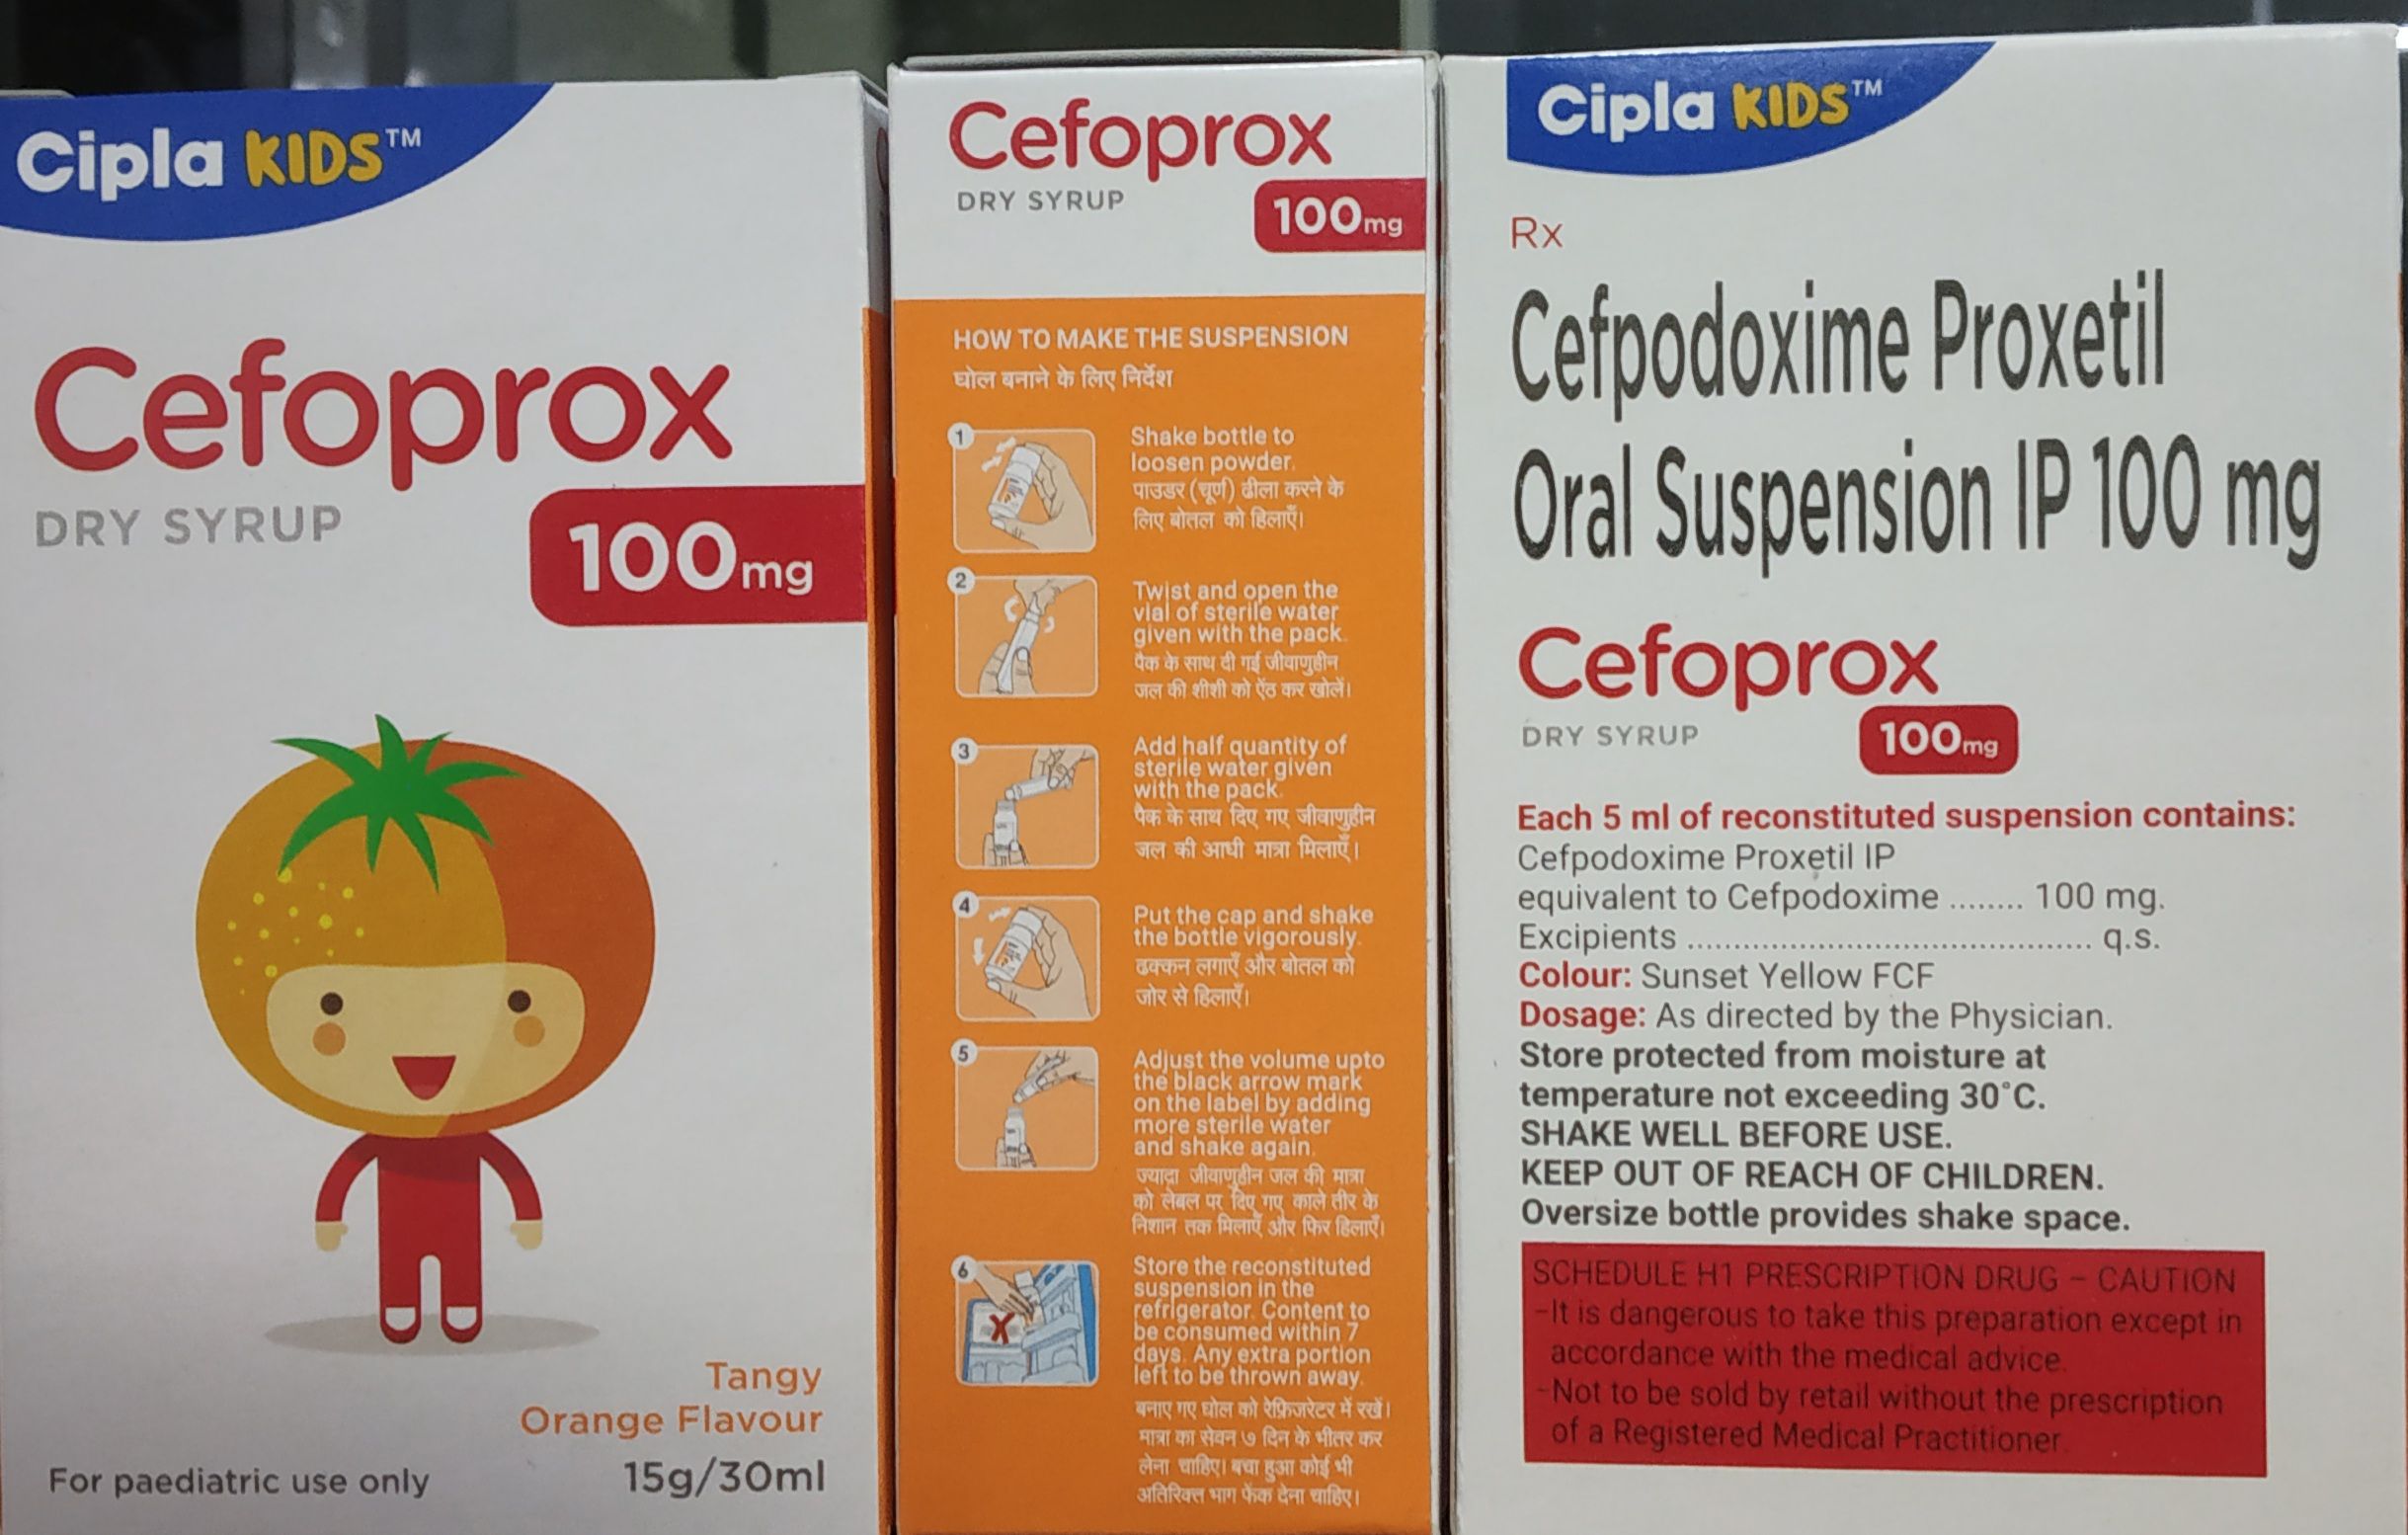 Cipla KIDS™
Cefoprox
DRY SYRUP
100mg
Tangy
Orange Flavour
For paediatric use only
15g/30ml
Cefoprox
DRY SYRUP
100mg
HOW TO MAKE THE SUSPENSION
घोल बनाने के लिए निर्देश
1
Shake bottle to
loosen powder.
पाउडर (चूर्ण) ढीला करने के
लिए बोतल को हिलाएँ।
2
Twist and open the
vial of sterile water
given with the pack.
पैक के साथ दी गई जीवाणुहीन
जल की शीशी को ऐंठ कर खोलें।
3
Add half quantity of
sterile water given
with the pack.
पैक के साथ दिए गए जीवाणुहीन
जल की आधी मात्रा मिलाएँ।
4
Put the cap and shake
the bottle vigorously.
ढक्कन लगाएँ और बोतल को
जोर से हिलाएँ।
5
Adjust the volume upto
the black arrow mark
on the label by adding
more sterile water
and shake again.
ज्यादा जीवाणुहीन जल की मात्रा
को लेबल पर दिए गए काले तीर के
निशान तक मिलाएँ और फिर हिलाएँ।
6
X
Store the reconstituted
suspension in the
refrigerator. Content to
be consumed within 7
days. Any extra portion
left to be thrown away.
बनाए गए घोल को रेफ्रिजरेटर में रखें।
मात्रा का सेवन ७ दिन के भीतर कर
लेना चाहिए। बचा हुआ कोई भी
अतिरिक्त भाग फेंक देना चाहिए।
Cipla KIDS™
Rx
Cefpodoxime Proxetil
Oral Suspension IP 100 mg
Cefoprox
DRY SYRUP
100mg
Each 5 ml of reconstituted suspension contains:
Cefpodoxime Proxetil IP
equivalent to Cefpodoxime ........ 100 mg.
Excipients ........................................... q.s.
Colour: Sunset Yellow FCF
Dosage: As directed by the Physician.
Store protected from moisture at
temperature not exceeding 30°C.
SHAKE WELL BEFORE USE.
KEEP OUT OF REACH OF CHILDREN.
Oversize bottle provides shake space.
SCHEDULE H1 PRESCRIPTION DRUG – CAUTION
-It is dangerous to take this preparation except in
accordance with the medical advice.
-Not to be sold by retail without the prescription
of a Registered Medical Practitioner.